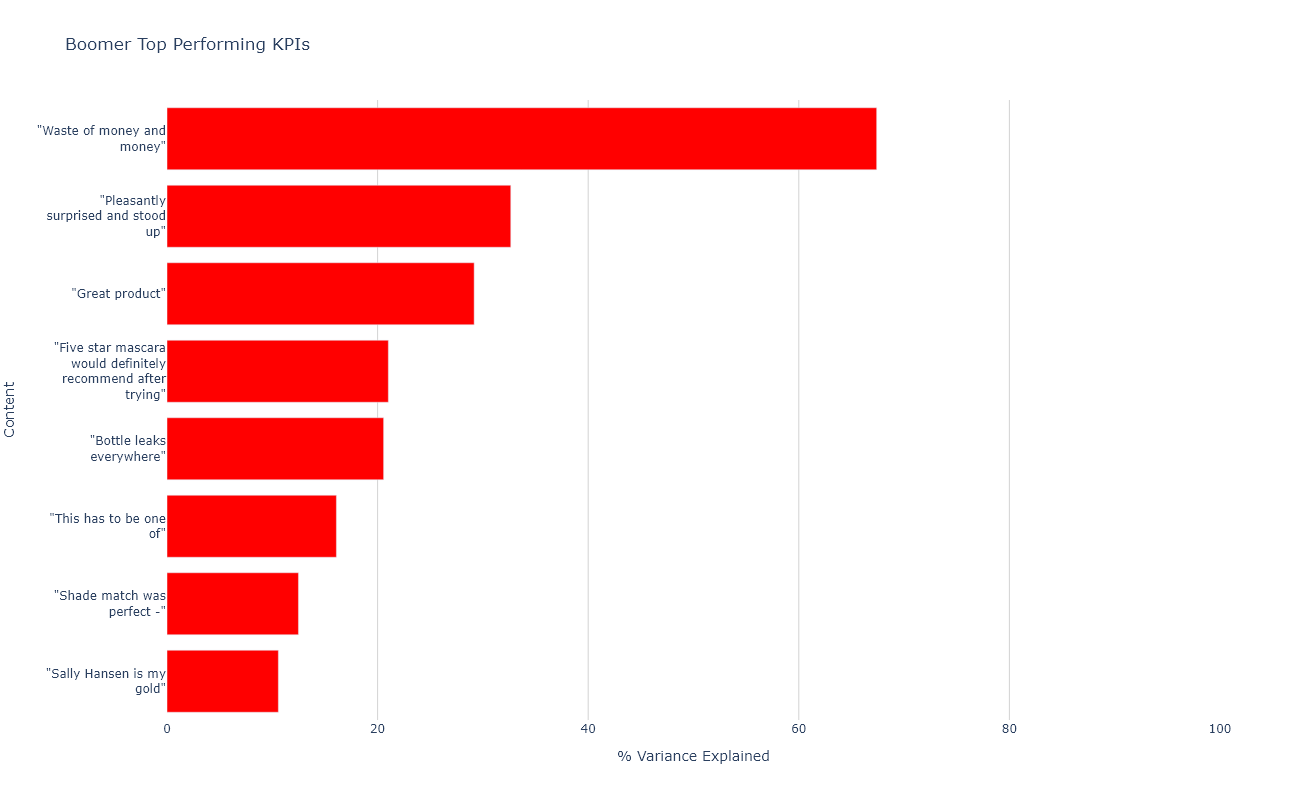 Boomer Top Performing KPIs
"Waste of money and
money"
"Pleasantly
surprised and stood
up"
"Great product"
"Five star mascara
would definitely
recommend after
trying"
"Bottle leaks
everywhere"
"This has to be one
of"
"Shade match was
perfect -"
"Sally Hansen is my
gold"
Content
0 20 40 60 80 100
% Variance Explained